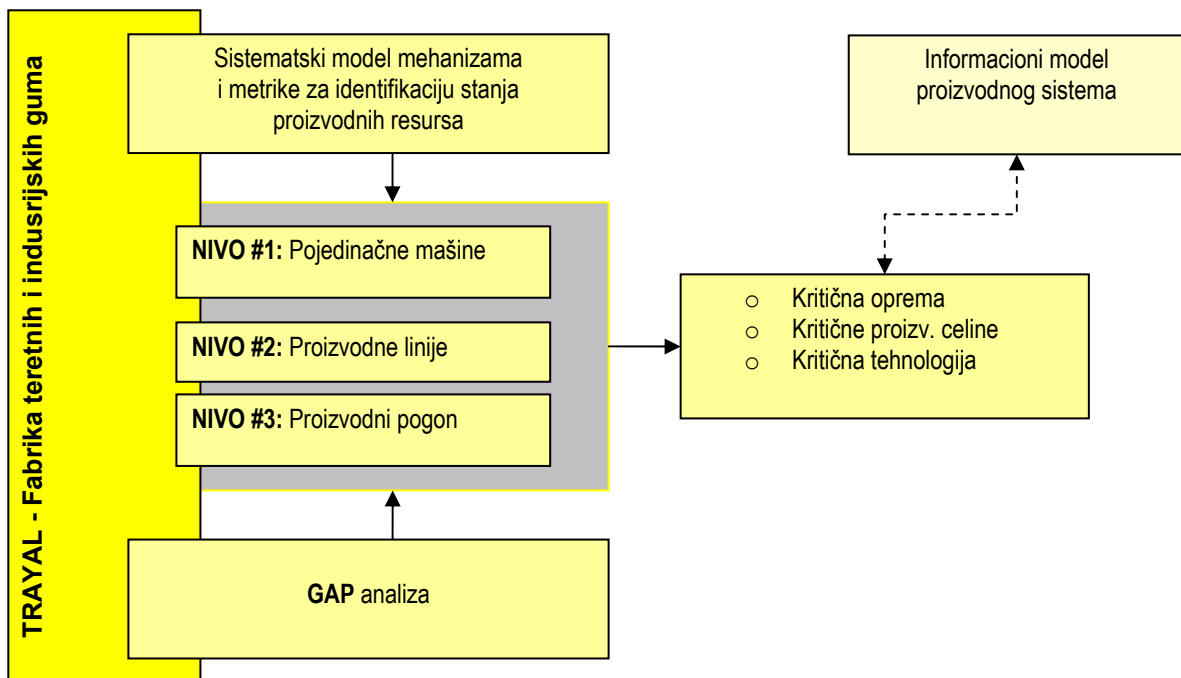 TRAYAL - Fabrika teretnih i indusrijskih guma
Sistematski model mehanizama
i metrike za identifikaciju stanja
proizvodnih resursa
Informacioni model
proizvodnog sistema
NIVO #1: Pojedinačne mašine
NIVO #2: Proizvodne linije
NIVO #3: Proizvodni pogon
o Kritična oprema
o Kritične proizv. celine
o Kritična tehnologija
GAP analiza